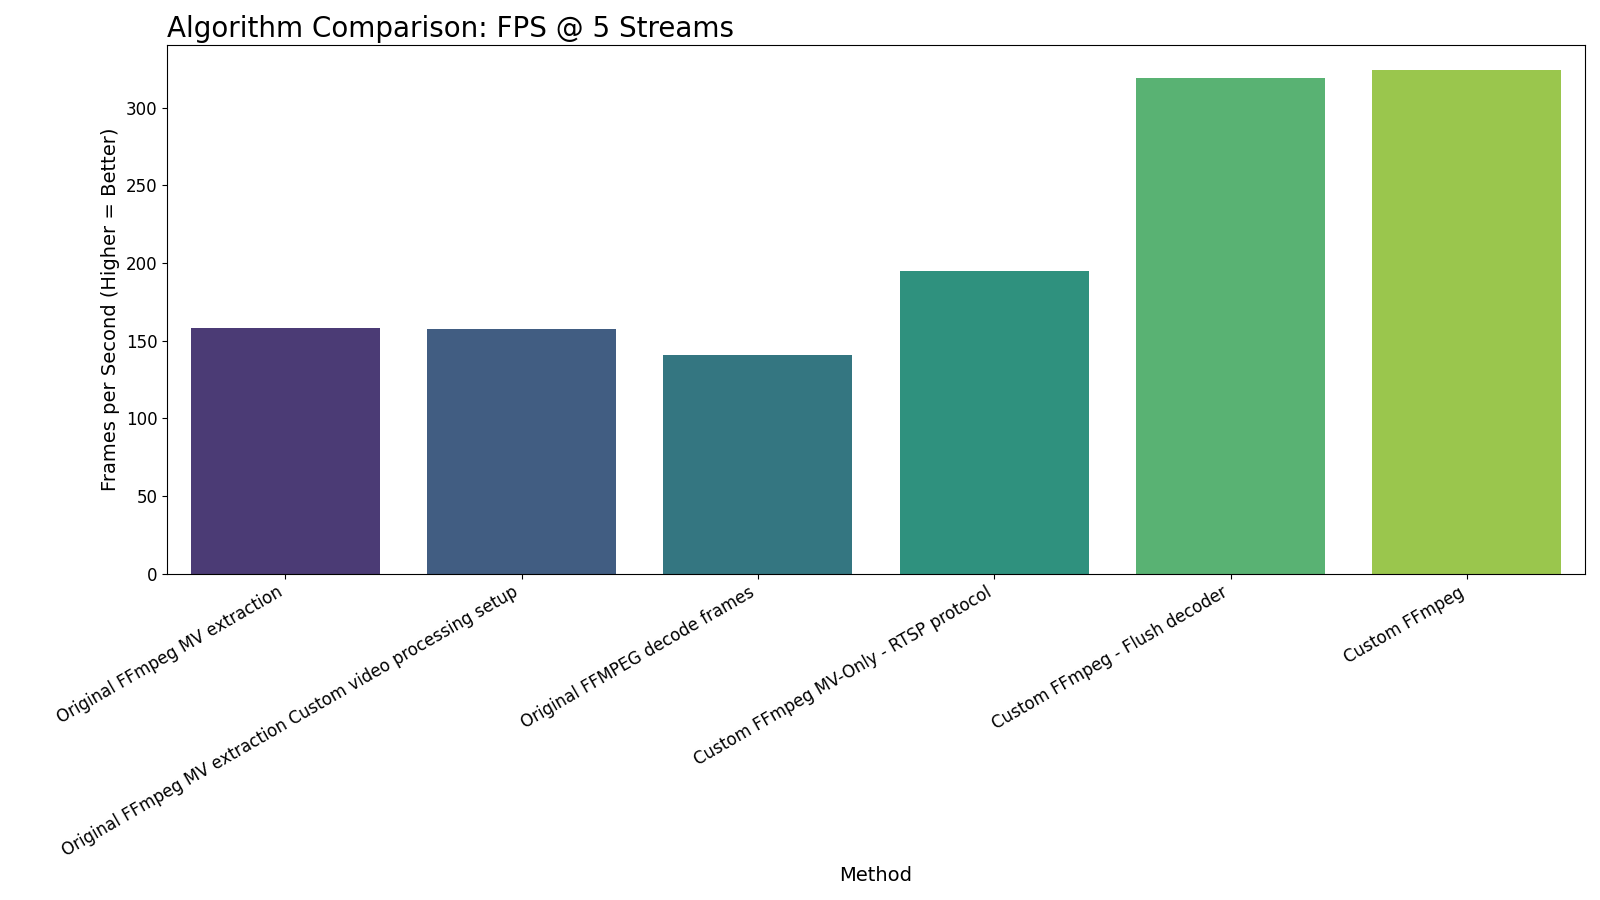 Algorithm Comparison: FPS @ 5 Streams
Frames per Second (Higher = Better)
300
250
200
150
100
50
0
Original FFmpeg MV extraction
Original FFmpeg MV extraction Custom video processing setup
Original FFMPEG decode frames
Custom FFmpeg MV-Only - RTSP protocol
Custom FFmpeg - Flush decoder
Custom FFmpeg
Method